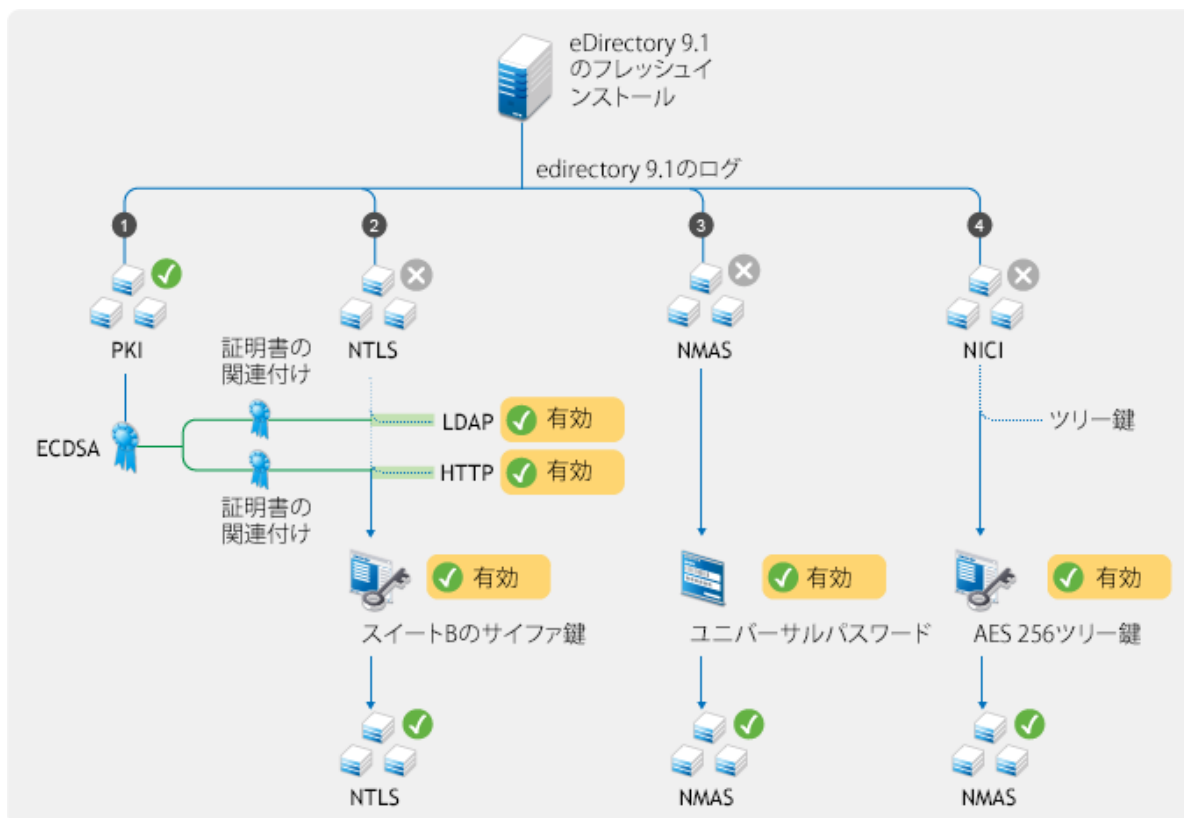 eDirectory 9.1
のフレッシュイ
ンストール
edirectory 9.1のログ
1
2
3
4
PKI
NTLS
NMAS
NICI
証明書の
関連付け
ECDSA
LDAP
有効
HTTP
有効
ツリー鍵
証明書の
関連付け
有効
有効
有効
スイートBのサイファ鍵
ユニバーサルパスワード
AES 256ツリー鍵
NTLS
NMAS
NMAS